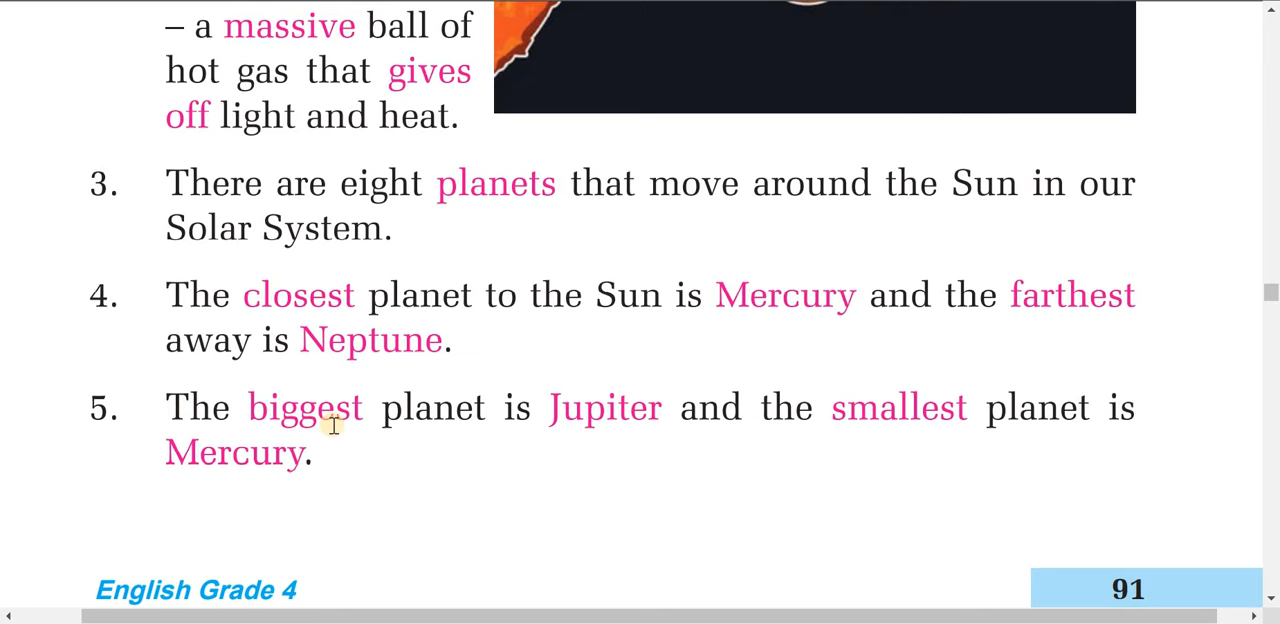 – a massive ball of
hot gas that gives
off light and heat.
3. There are eight planets that move around the Sun in our
Solar System.
4. The closest planet to the Sun is Mercury and the farthest
away is Neptune.
5. The biggest planet is Jupiter and the smallest planet is
Mercury.
English Grade 4
91